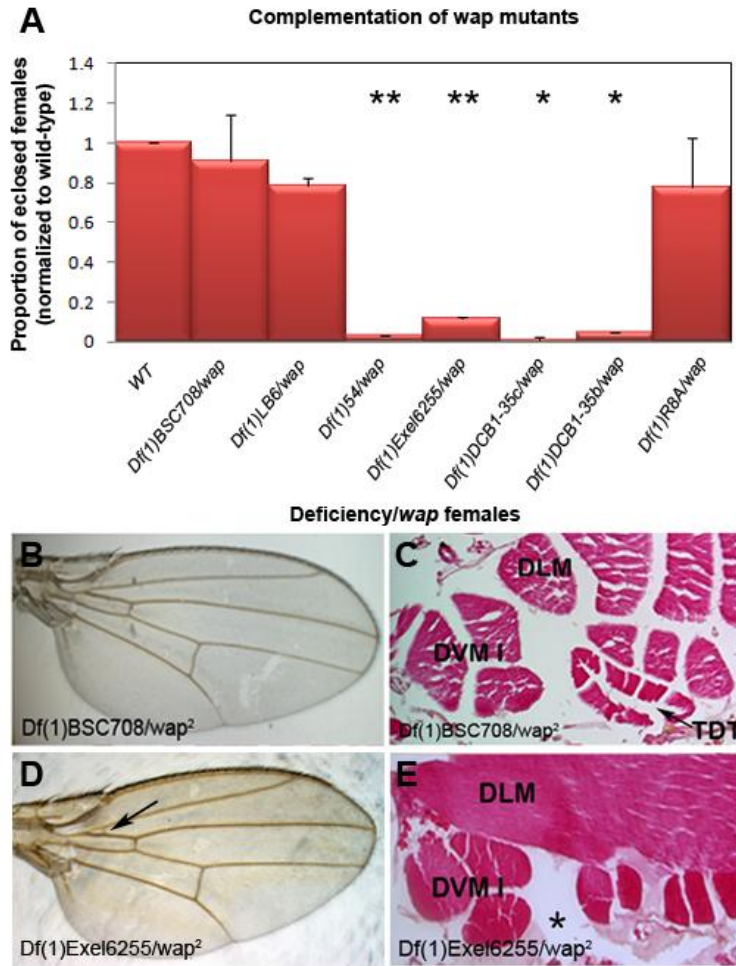 A
Complementation of wap mutants
Proportion of eclosed females
(normalized to wild-type)
1.4
1.2
1
0.8
0.6
0.4
0.2
0
** ** * *
WT
Df(1)BSC708/wap
Df(1)LB6/wap
Df(1)54/wap
Df(1)Exel6255/wap
Df(1)DCB1-35c/wap
Df(1)DCB1-35b/wap
Df(1)R8A/wap
Deficiency/wap females
B
Df(1)BSC708/wap²
C
DLM
DVM I
TDT
Df(1)BSC708/wap²
D
Df(1)Exel6255/wap²
E
DLM
DVM I
*
Df(1)Exel6255/wap²